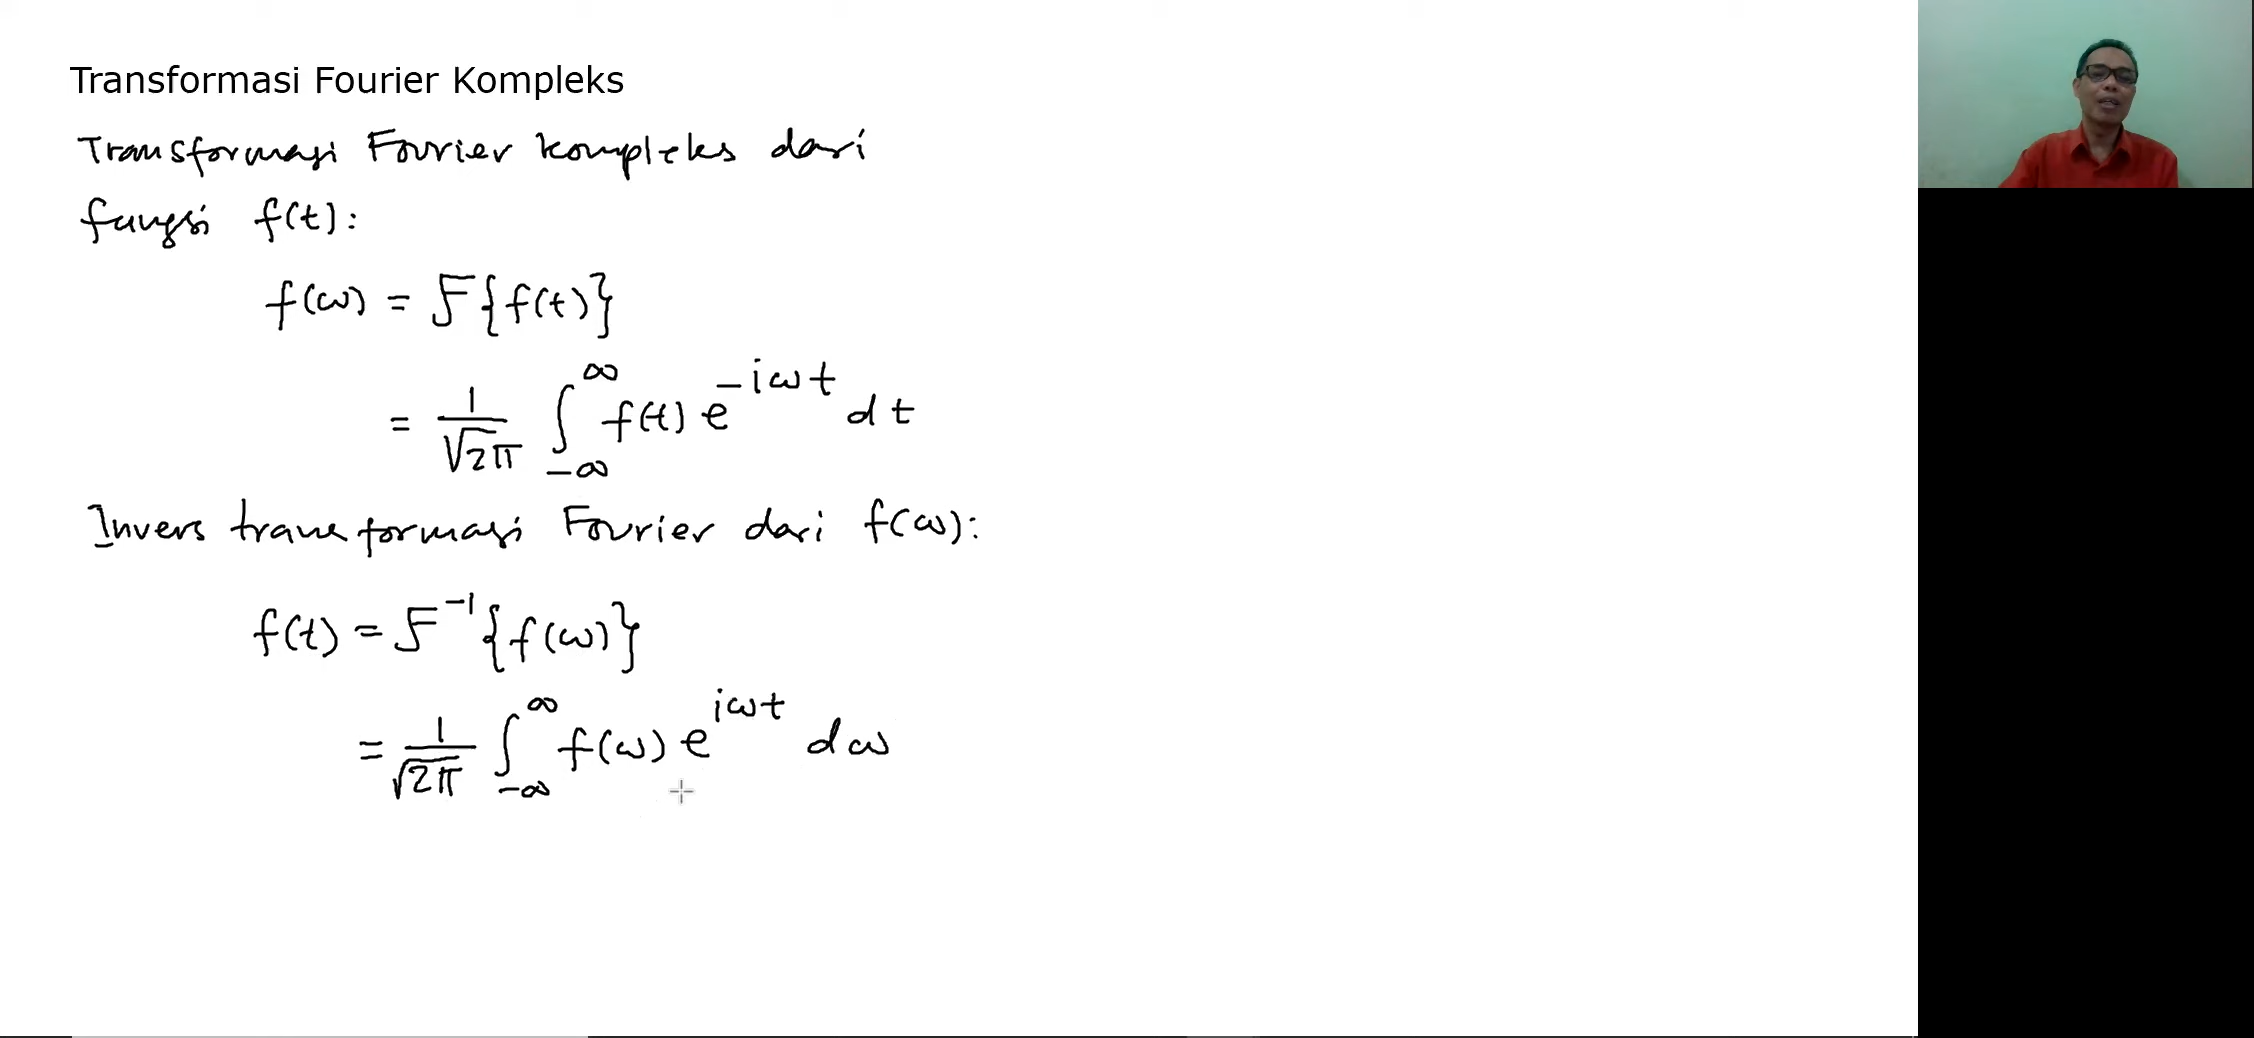 Transformasi Fourier Kompleks
Transformasi Fourier kompleks dari
fungsi f(t):
f(ω) = ℱ{f(t)}
= 1/√2π ∫_{-∞}^{∞} f(t) e^{-iωt} dt
Invers transformasi Fourier dari f(ω):
f(t) = ℱ^{-1}{f(ω)}
= 1/√2π ∫_{-∞}^{∞} f(ω) e^{iωt} dω